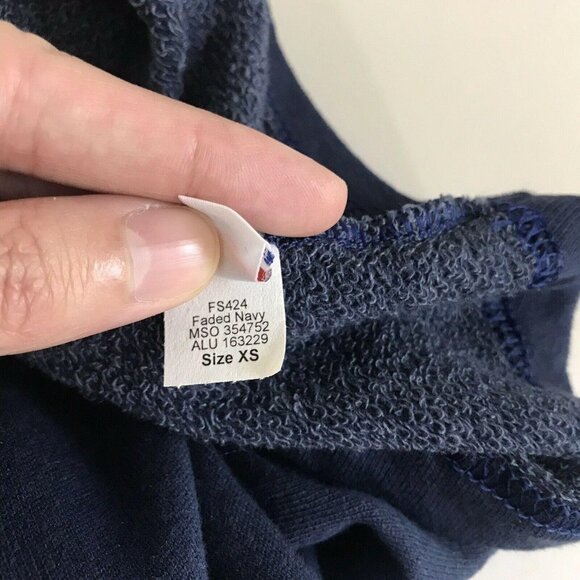 FS424
Faded Navy
MSO 354752
ALU 163229
Size XS